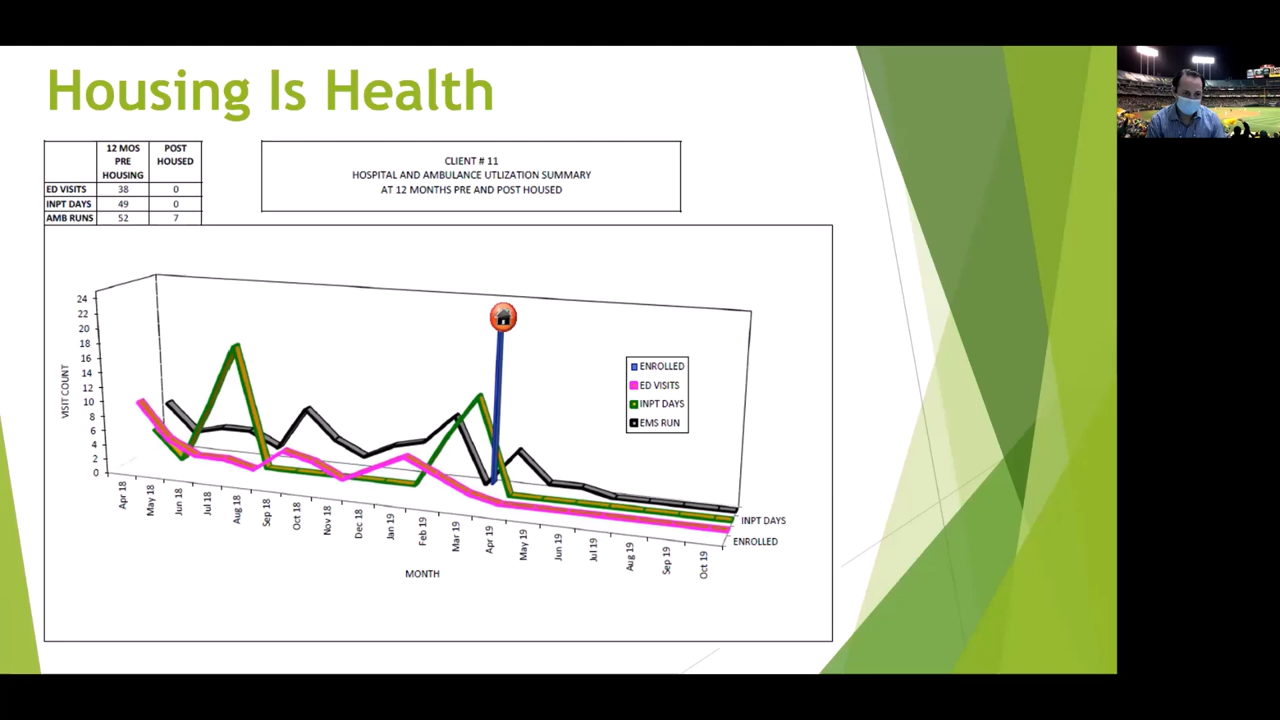 Housing Is Health
12 MOS PRE HOUSING POST HOUSED
ED VISITS 38 0
INPT DAYS 49 0
AMB RUNS 52 7
CLIENT # 11
HOSPITAL AND AMBULANCE UTLIZATION SUMMARY
AT 12 MONTHS PRE AND POST HOUSED
VISIT COUNT
24
22
20
18
16
14
12
10
8
6
4
2
0
ENROLLED
ED VISITS
INPT DAYS
EMS RUN
INPT DAYS
ENROLLED
Apr 18 May 18 Jun 18 Jul 18 Aug 18 Sep 18 Oct 18 Nov 18 Dec 18 Jan 19 Feb 19 Mar 19 Apr 19 May 19 Jun 19 Jul 19 Aug 19 Sep 19 Oct 19
MONTH